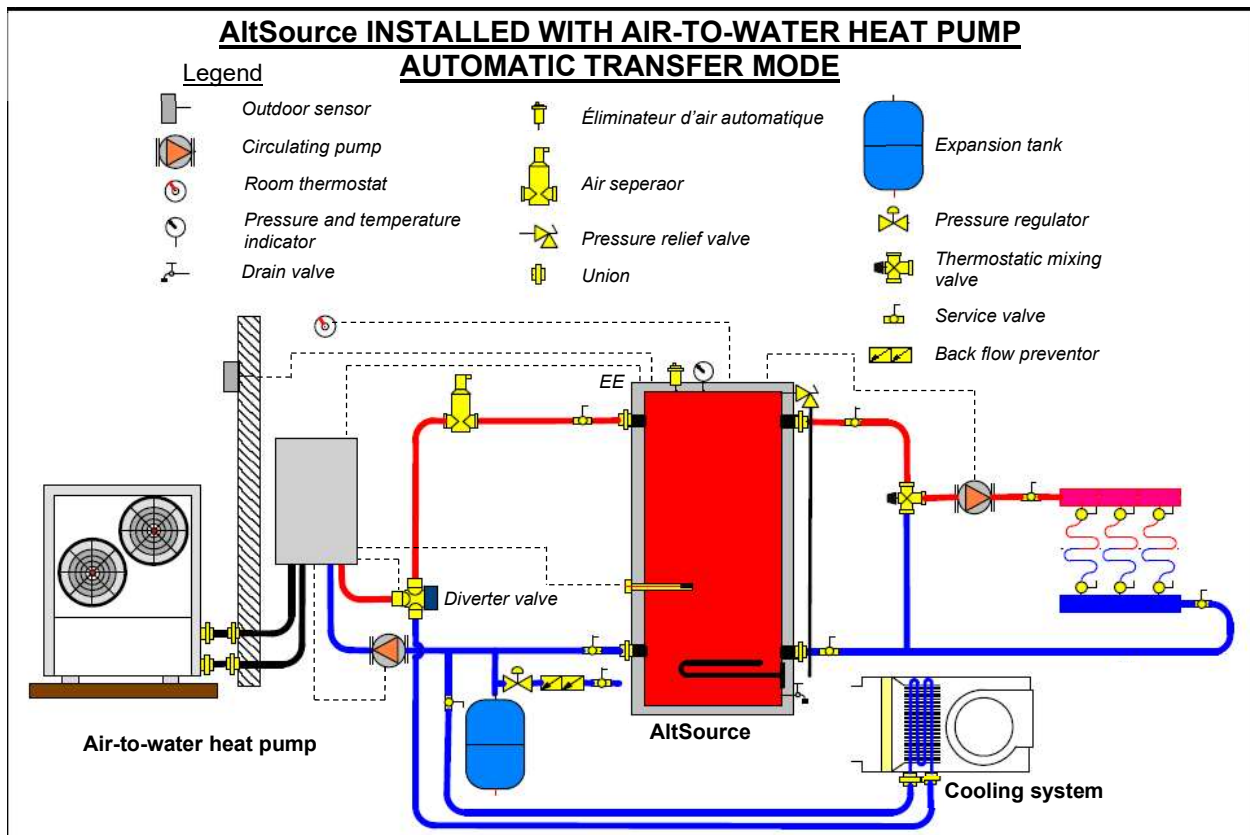 AltSource INSTALLED WITH AIR-TO-WATER HEAT PUMP
AUTOMATIC TRANSFER MODE
Legend
Outdoor sensor
Circulating pump
Room thermostat
Pressure and temperature
indicator
Drain valve
Éliminateur d'air automatique
Air seperaor
Pressure relief valve
Union
Expansion tank
Pressure regulator
Thermostatic mixing
valve
Service valve
Back flow preventor
EE
Diverter valve
AltSource
Air-to-water heat pump
Cooling system